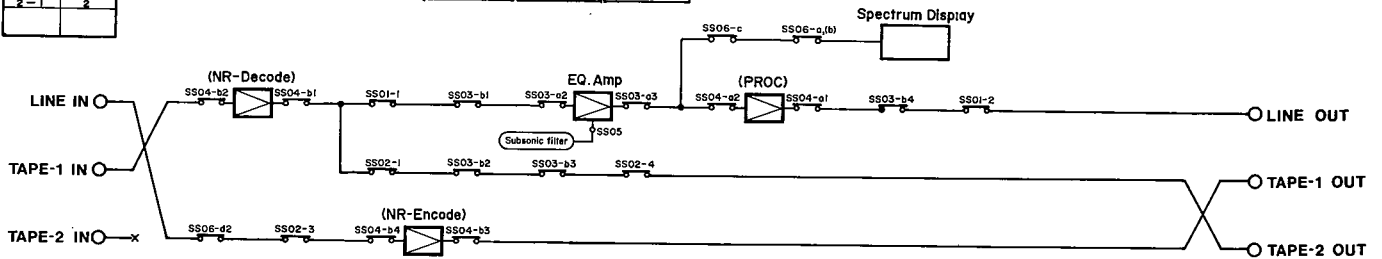 2-1 2
Spectrum Display
SS06-c SS06-a,(b)
(NR-Decode) EQ. Amp (PROC)
LINE IN SS04-b2 SS04-b1 SS01-1 SS03-b1 SS03-a2 SS03-a3 SS04-a2 SS04-a1 SS03-b4 SS01-2 LINE OUT
SS05
Subsonic filter
TAPE-1 IN SS02-1 SS03-b2 SS03-b3 SS02-4 TAPE-1 OUT
(NR-Encode)
TAPE-2 IN × SS06-d2 SS02-3 SS04-b4 SS04-b3 TAPE-2 OUT